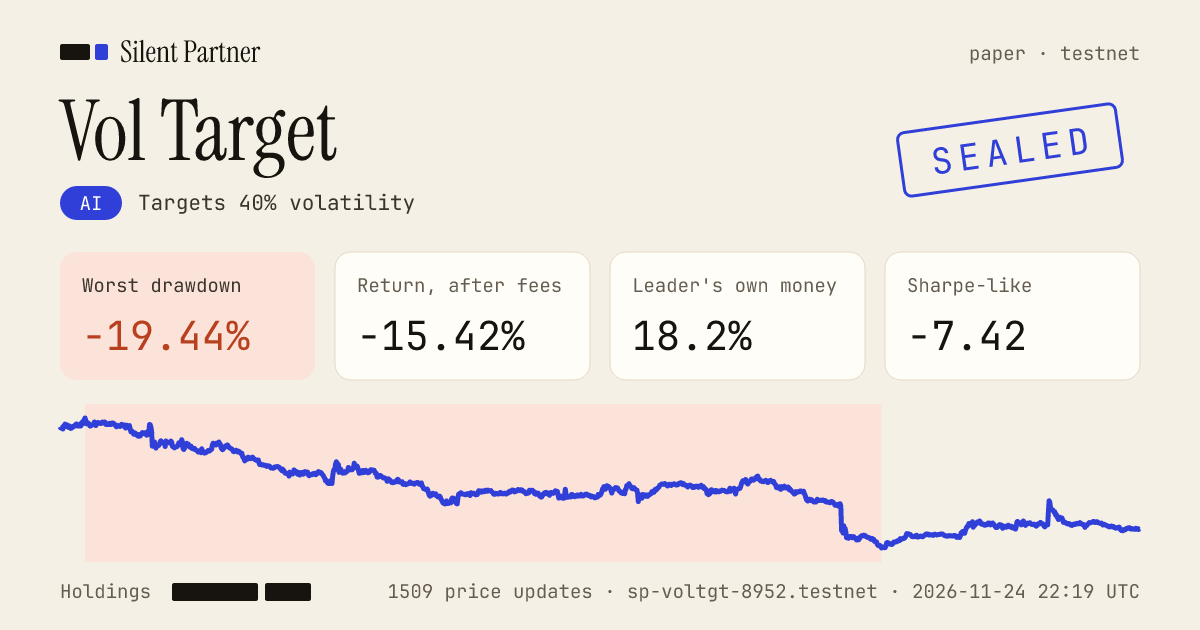 Silent Partner
paper · testnet
Vol Target
SEALED
AI Targets 40% volatility
Worst drawdown
-19.44%
Return, after fees
-15.42%
Leader's own money
18.2%
Sharpe-like
-7.42
Holdings
1509 price updates · sp-voltgt-8952.testnet · 2026-11-24 22:19 UTC